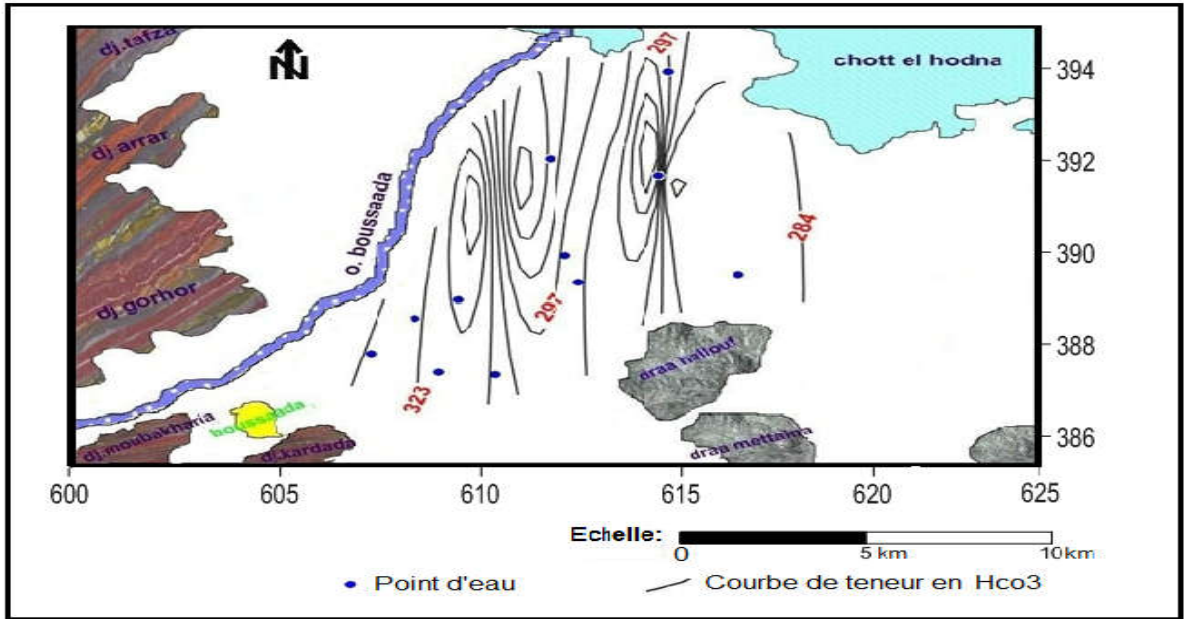 dj.tafza
N
297
chott el hodna
394
dj arrar
392
o. boussaada
284
390
dj gorhor
297
388
draa hallouf
323
boussaada
dj.moubakharia
dj.kardada
draa mettaina
386
600
605
610
615
620
625
Echelle:
0
5 km
10km
Point d'eau
Courbe de teneur en Hco3